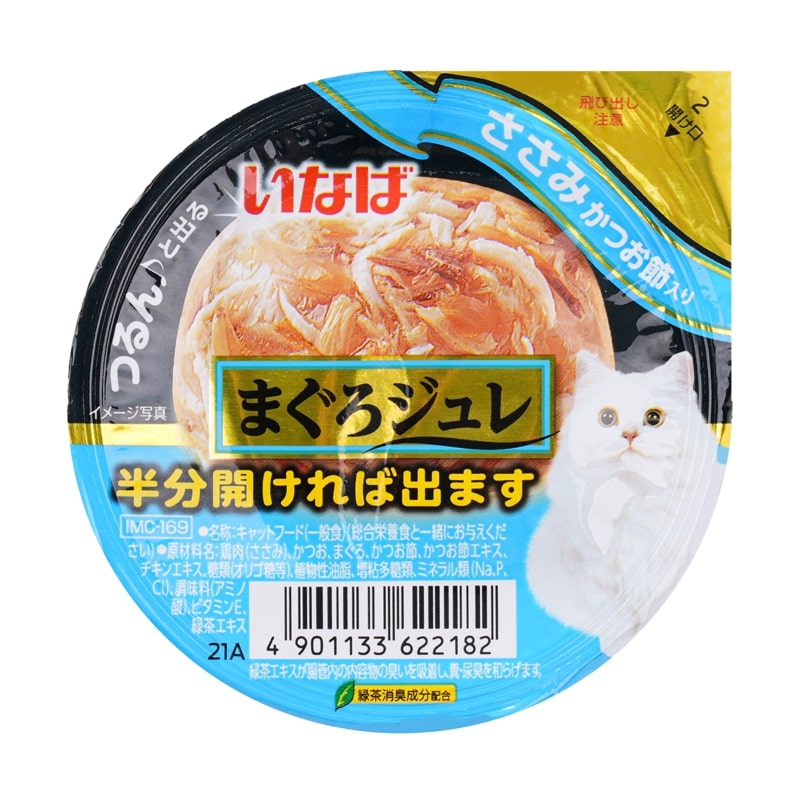 飛び出し
注意
2
開け口
ささみかつお節入り
いなば
つるん♪と出る
イメージ写真
まぐろジュレ
半分開ければ出ます
IMC-169 ●名称:キャットフード(一般食)(総合栄養食と一緒にお与えくだ
さい)●原材料名:鶏肉(ささみ)、かつお、まぐろ、かつお節、かつお節エキス、
チキンエキス、糖類(オリゴ糖等)、植物性油脂、増粘多糖類、ミネラル類(Na、P、
Cl)、調味料(アミノ
酸)、ビタミンE、
緑茶エキス
21A
4 901133 622182
緑茶エキスが腸管内の内容物の臭いを吸着し、糞・尿臭を和らげます。
緑茶消臭成分配合